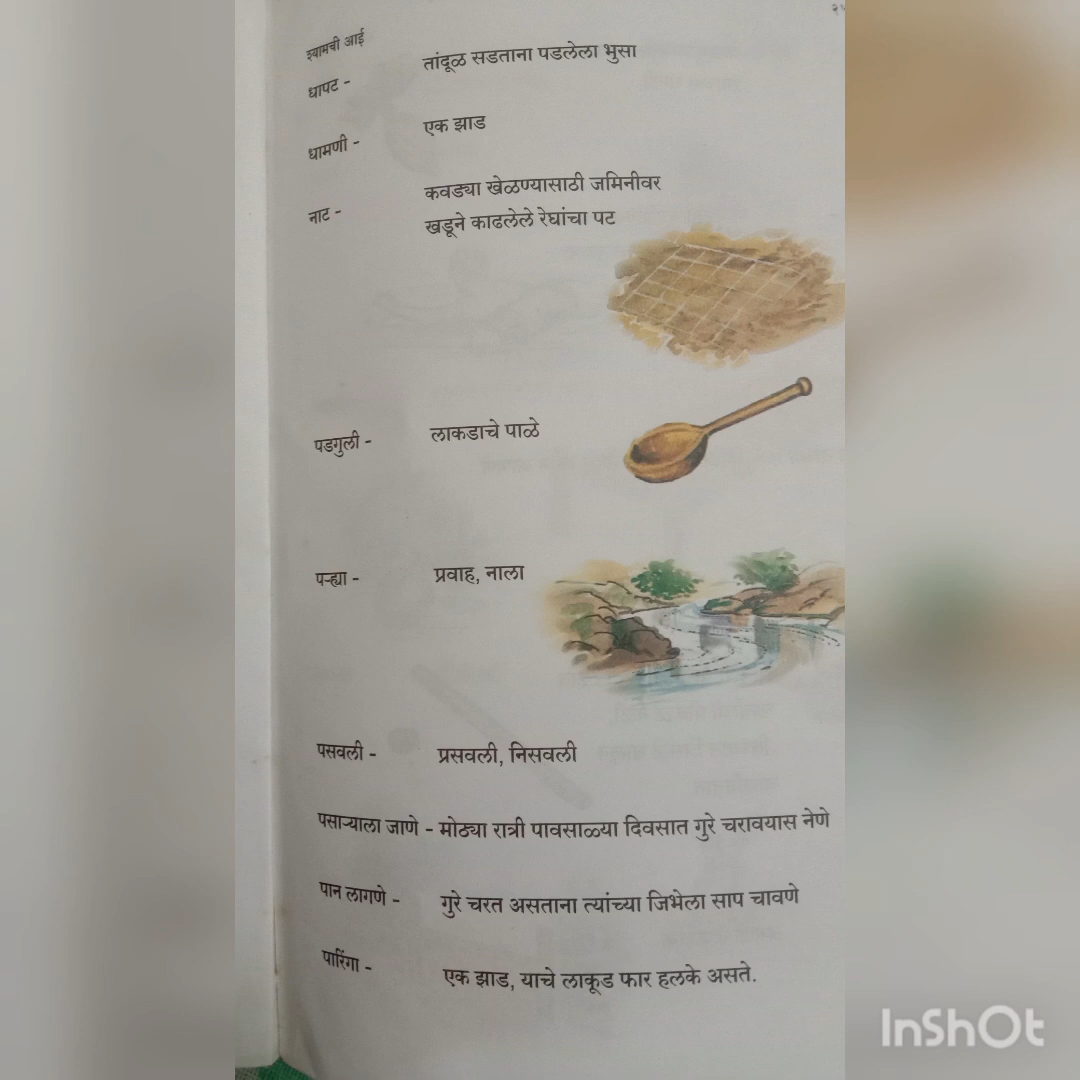 श्यामची आई
धापट - तांदूळ सडताना पडलेला भुसा
धामणी - एक झाड
नाट - कवड्या खेळण्यासाठी जमिनीवर
खडूने काढलेले रेघांचा पट
पडगुली - लाकडाचे पाळे
पऱ्ह्या - प्रवाह, नाला
पसवली - प्रसवली, निसवली
पसाऱ्याला जाणे - मोठ्या रात्री पावसाळ्या दिवसात गुरे चरावयास नेणे
पान लागणे - गुरे चरत असताना त्यांच्या जिभेला साप चावणे
पारिंगा - एक झाड, याचे लाकूड फार हलके असते.
InShOt